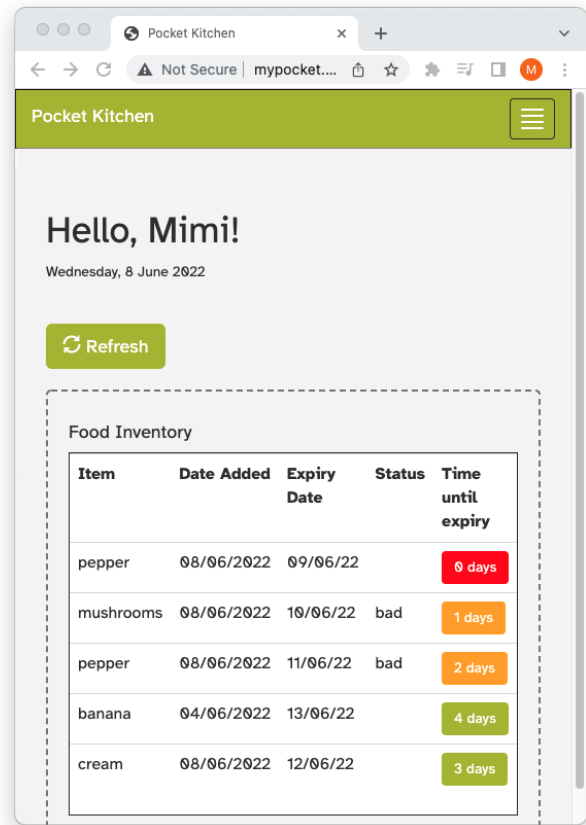 Pocket Kitchen
Not Secure mypocket.... M
Pocket Kitchen
Hello, Mimi!
Wednesday, 8 June 2022
Refresh
Food Inventory
Item Date Added Expiry Date Status Time until expiry
pepper 08/06/2022 09/06/22 0 days
mushrooms 08/06/2022 10/06/22 bad 1 days
pepper 08/06/2022 11/06/22 bad 2 days
banana 04/06/2022 13/06/22 4 days
cream 08/06/2022 12/06/22 3 days